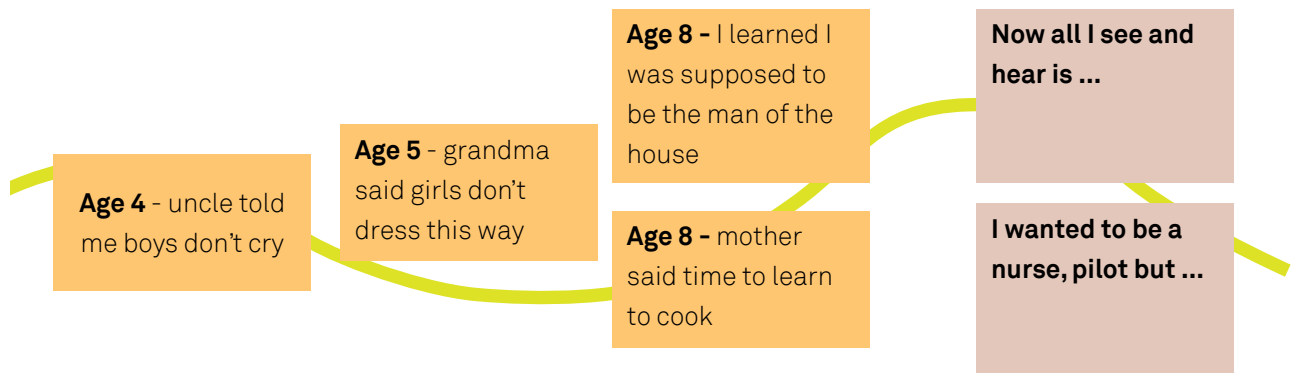 Age 4 - uncle told
me boys don't cry
Age 5 - grandma
said girls don't
dress this way
Age 8 - I learned I
was supposed to
be the man of the
house
Age 8 - mother
said time to learn
to cook
Now all I see and
hear is ...
I wanted to be a
nurse, pilot but ...